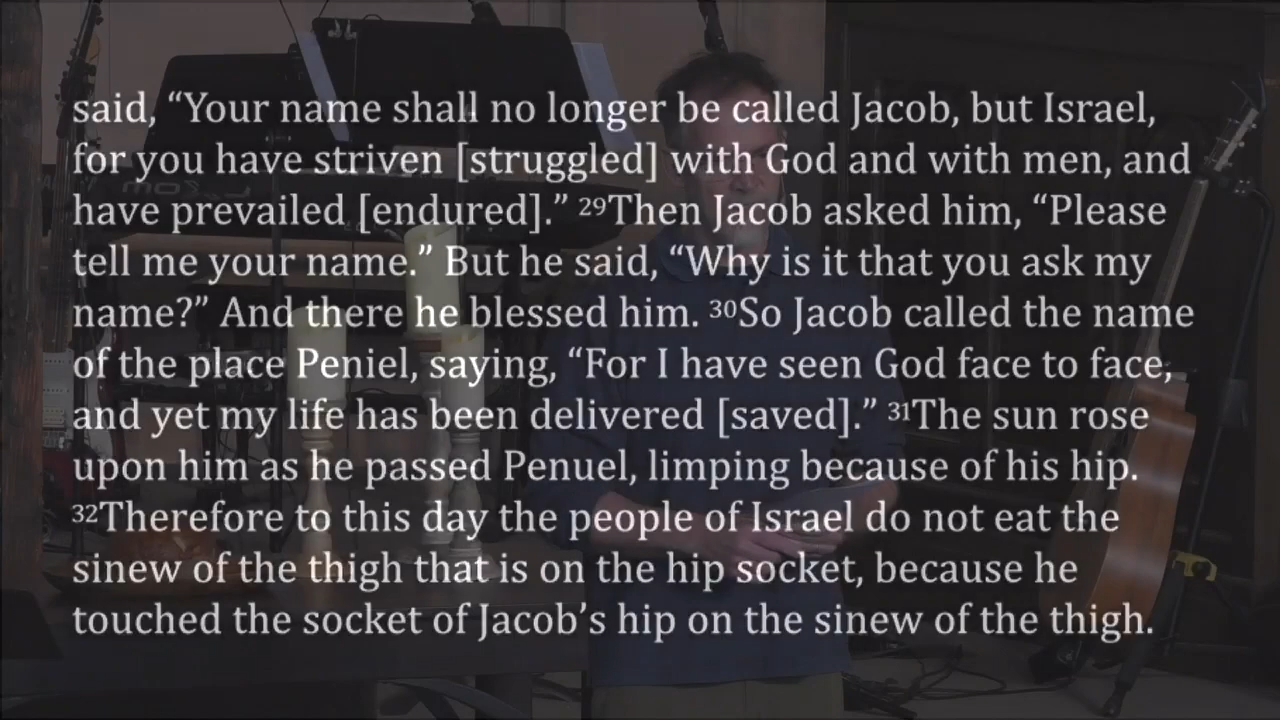 said, “Your name shall no longer be called Jacob, but Israel,
for you have striven [struggled] with God and with men, and
have prevailed [endured].” ²⁹Then Jacob asked him, “Please
tell me your name.” But he said, “Why is it that you ask my
name?” And there he blessed him. ³⁰So Jacob called the name
of the place Peniel, saying, “For I have seen God face to face,
and yet my life has been delivered [saved].” ³¹The sun rose
upon him as he passed Penuel, limping because of his hip.
³²Therefore to this day the people of Israel do not eat the
sinew of the thigh that is on the hip socket, because he
touched the socket of Jacob’s hip on the sinew of the thigh.